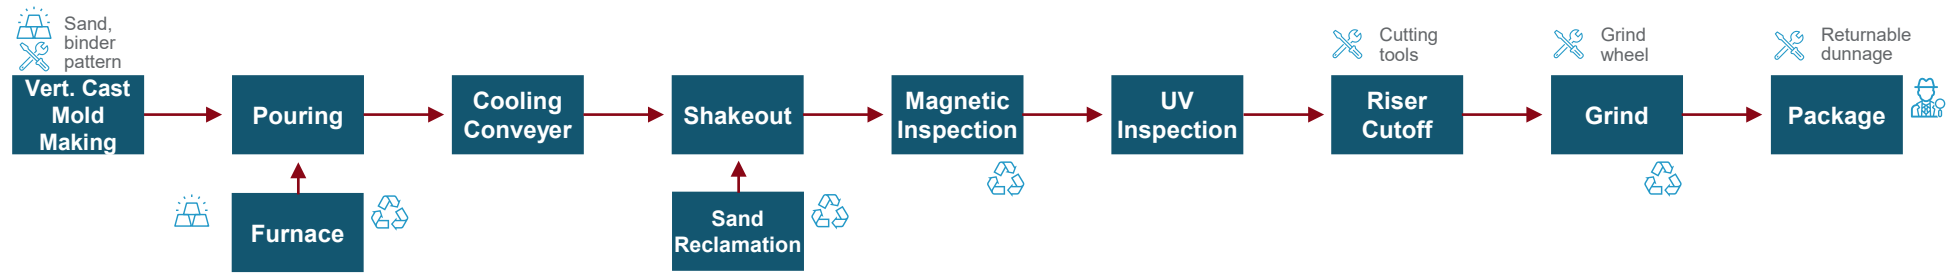 Sand,
binder
pattern
Vert. Cast
Mold
Making
Pouring
Furnace
Cooling
Conveyer
Shakeout
Sand
Reclamation
Magnetic
Inspection
UV
Inspection
Cutting
tools
Riser
Cutoff
Grind
wheel
Grind
Returnable
dunnage
Package